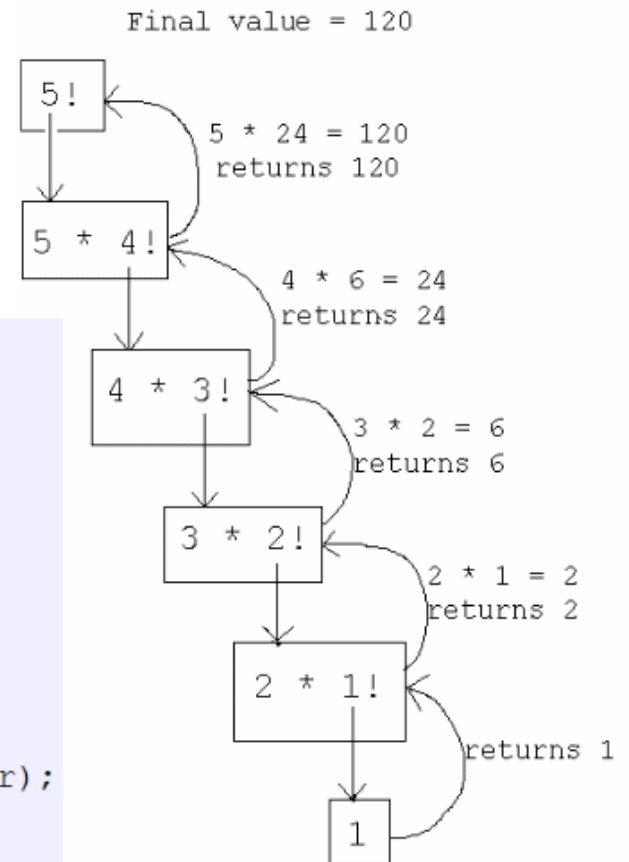 Final value = 120
5!
5 * 24 = 120
returns 120
5 * 4!
4 * 6 = 24
returns 24
4 * 3!
3 * 2 = 6
returns 6
3 * 2!
2 * 1 = 2
returns 2
2 * 1!
returns 1
r);
1